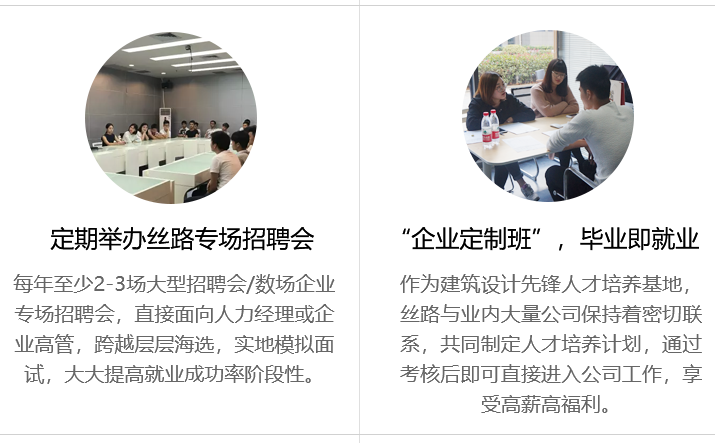 定期举办丝路专场招聘会
每年至少2-3场大型招聘会/数场企业
专场招聘会，直接面向人力经理或企
业高管，跨越层层海选，实地模拟面
试，大大提高就业成功率阶段性。
“企业定制班”，毕业即就业
作为建筑设计先锋人才培养基地，
丝路与业内大量公司保持着密切联
系，共同制定人才培养计划，通过
考核后即可直接进入公司工作，享
受高薪高福利。